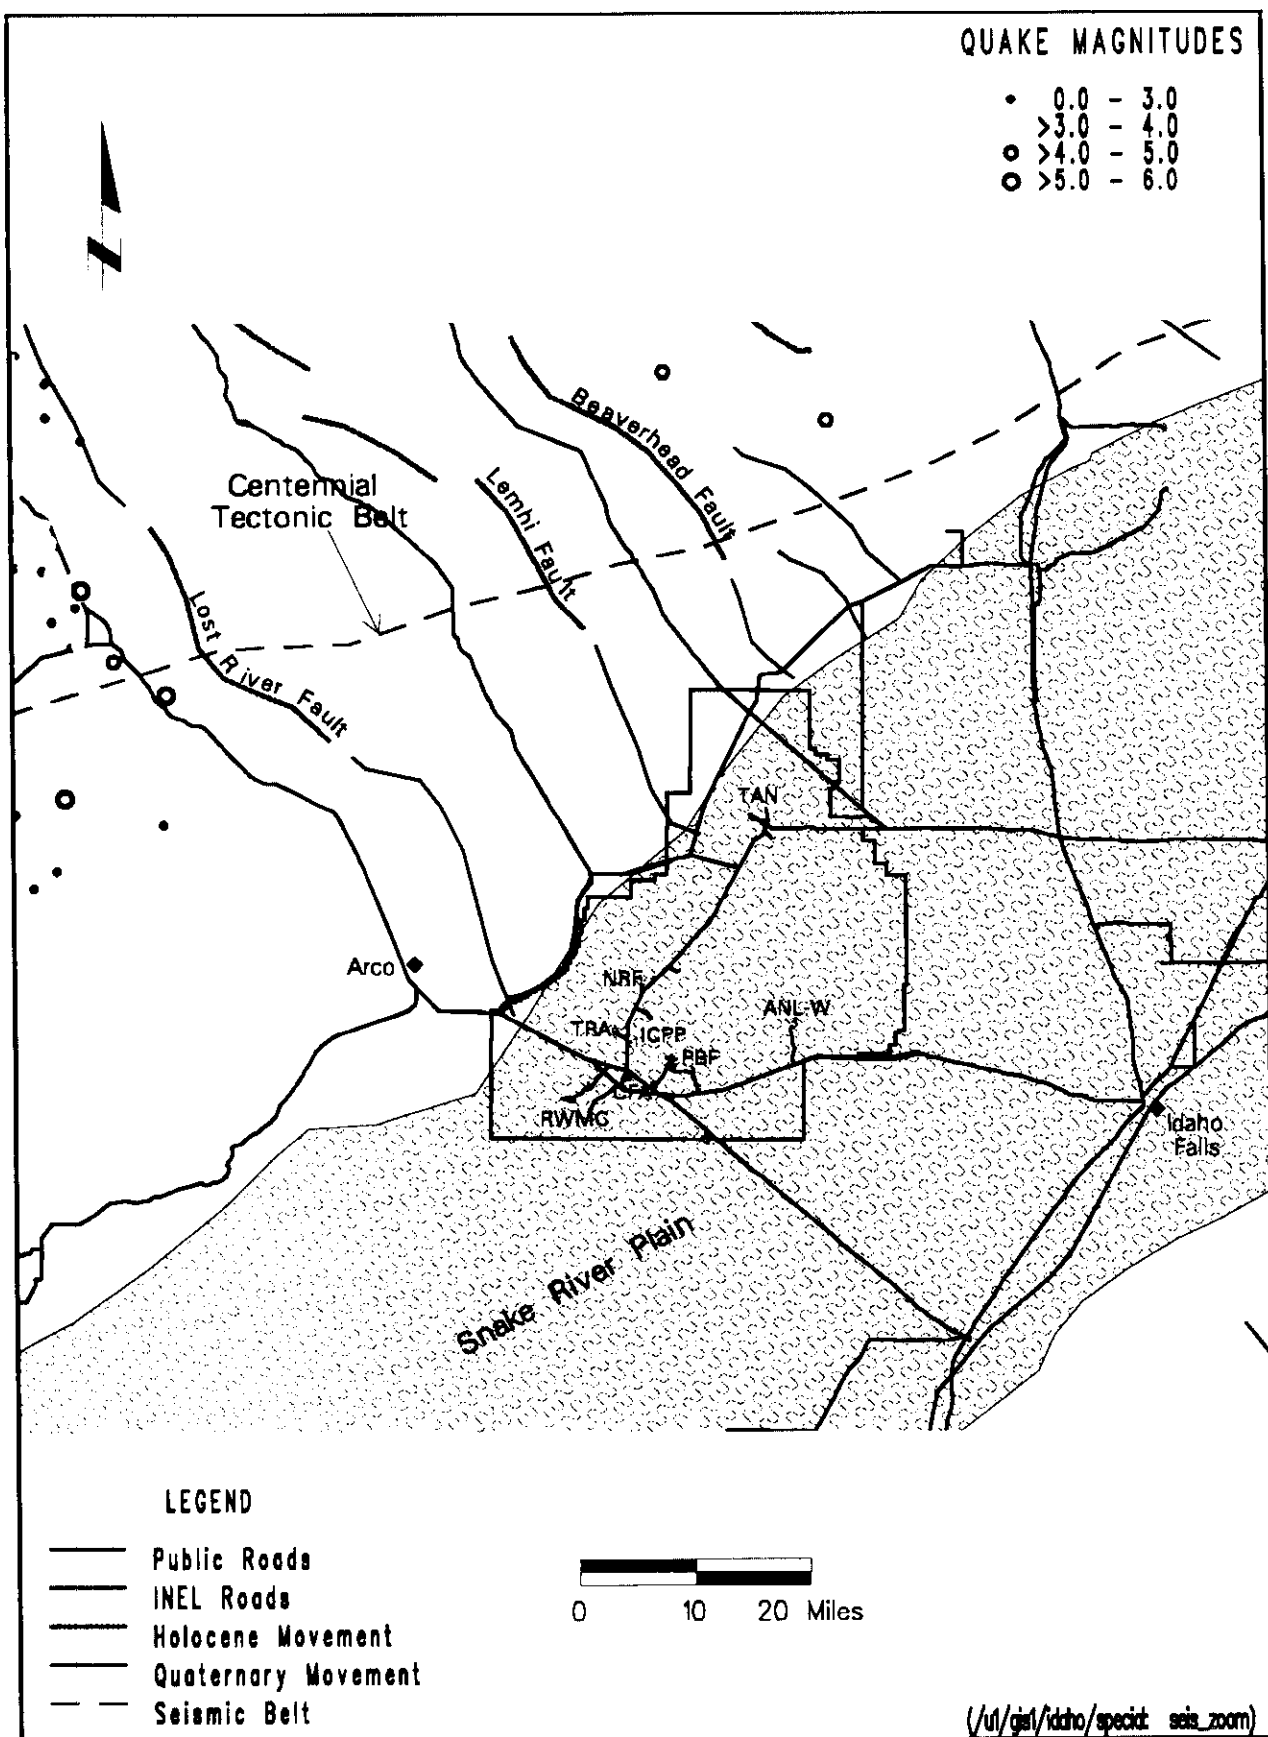 QUAKE MAGNITUDES
0.0 - 3.0
>3.0 - 4.0
>4.0 - 5.0
>5.0 - 6.0
Beaverhead Fault
Centennial
Tectonic Belt
Lemhi Fault
Lost River Fault
TAN
Arco
NRF
ANL-W
TRA
ICPP
PBF
CFA
RWMC
Idaho
Falls
Snake River Plain
LEGEND
Public Roads
INEL Roads
Holocene Movement
Quaternary Movement
Seismic Belt
0 10 20 Miles
(/u1/gis1/idaho/special: seis_zoom)